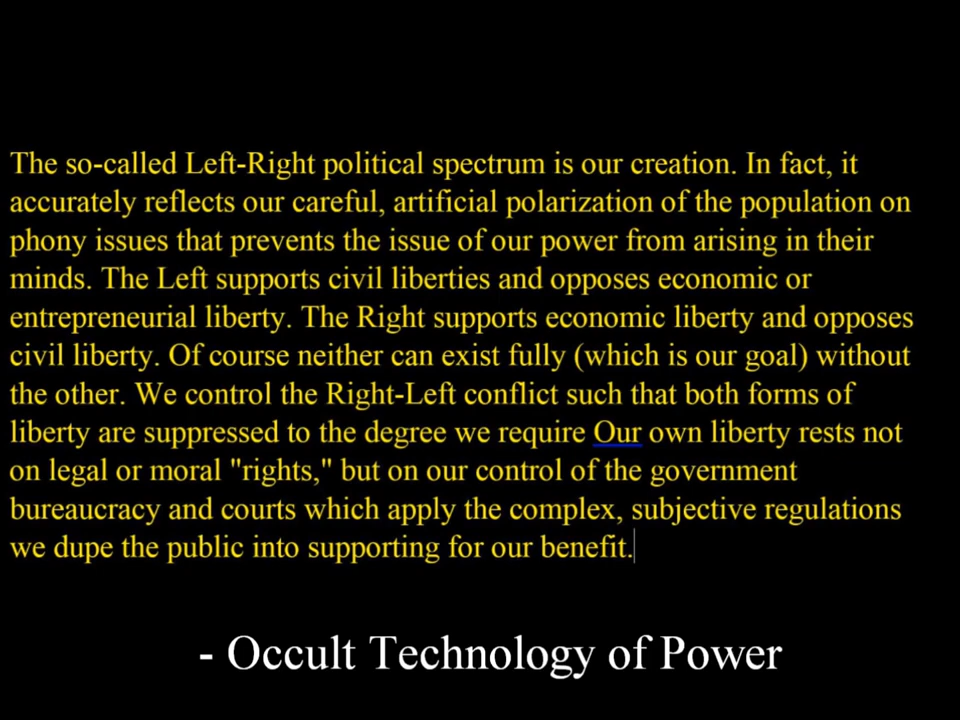 The so-called Left-Right political spectrum is our creation. In fact, it
accurately reflects our careful, artificial polarization of the population on
phony issues that prevents the issue of our power from arising in their
minds. The Left supports civil liberties and opposes economic or
entrepreneurial liberty. The Right supports economic liberty and opposes
civil liberty. Of course neither can exist fully (which is our goal) without
the other. We control the Right-Left conflict such that both forms of
liberty are suppressed to the degree we require Our own liberty rests not
on legal or moral "rights," but on our control of the government
bureaucracy and courts which apply the complex, subjective regulations
we dupe the public into supporting for our benefit.
- Occult Technology of Power